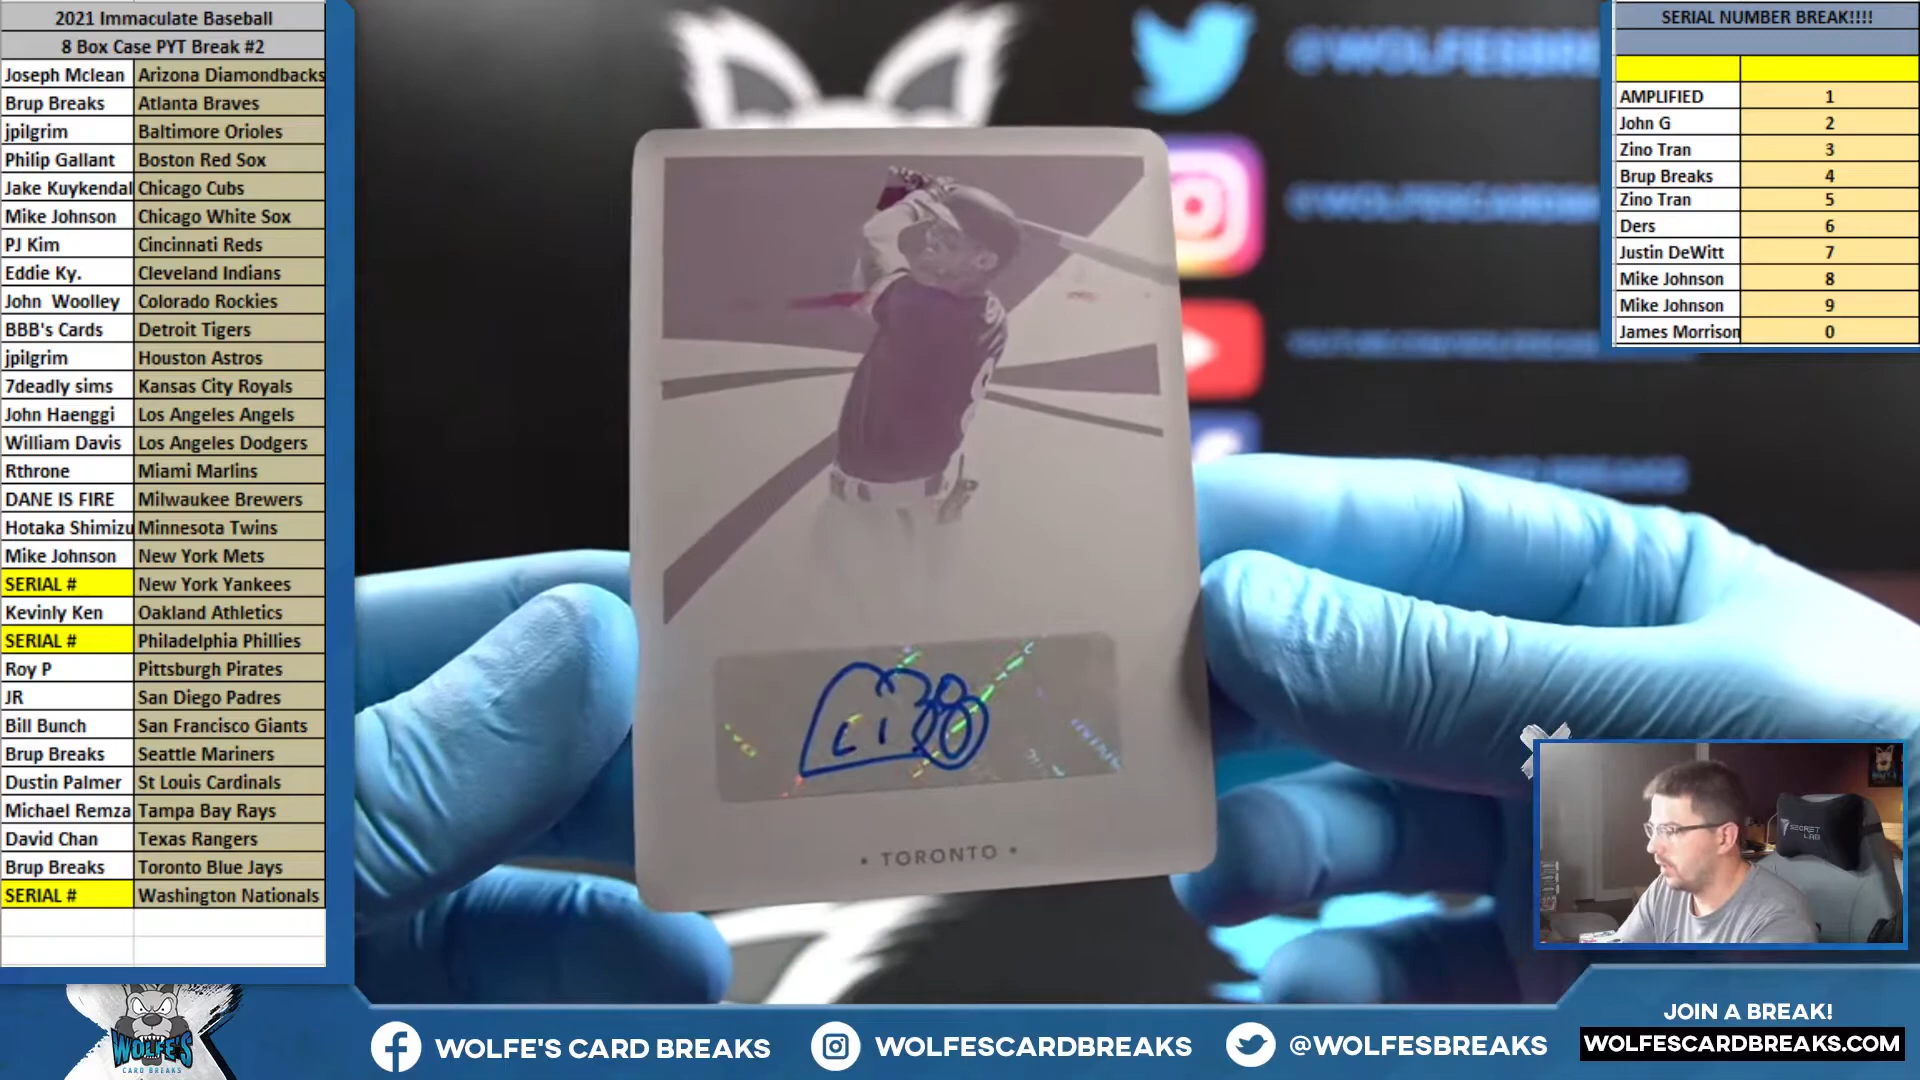 2021 Immaculate Baseball
8 Box Case PYT Break #2
Joseph Mclean Arizona Diamondbacks
Brup Breaks Atlanta Braves
jpilgrim Baltimore Orioles
Philip Gallant Boston Red Sox
Jake Kuykendal Chicago Cubs
Mike Johnson Chicago White Sox
PJ Kim Cincinnati Reds
Eddie Ky. Cleveland Indians
John Woolley Colorado Rockies
BBB's Cards Detroit Tigers
jpilgrim Houston Astros
7deadly sims Kansas City Royals
John Haenggi Los Angeles Angels
William Davis Los Angeles Dodgers
Rthrone Miami Marlins
DANE IS FIRE Milwaukee Brewers
Hotaka Shimizu Minnesota Twins
Mike Johnson New York Mets
SERIAL # New York Yankees
Kevinly Ken Oakland Athletics
SERIAL # Philadelphia Phillies
Roy P Pittsburgh Pirates
JR San Diego Padres
Bill Bunch San Francisco Giants
Brup Breaks Seattle Mariners
Dustin Palmer St Louis Cardinals
Michael Remza Tampa Bay Rays
David Chan Texas Rangers
Brup Breaks Toronto Blue Jays
SERIAL # Washington Nationals
• TORONTO •
SERIAL NUMBER BREAK!!!!
AMPLIFIED 1
John G 2
Zino Tran 3
Brup Breaks 4
Zino Tran 5
Ders 6
Justin DeWitt 7
Mike Johnson 8
Mike Johnson 9
James Morrison 0
SECRET
LAB
WOLFE'S
CARD BREAKS
WOLFE'S CARD BREAKS
WOLFESCARDBREAKS
@WOLFESBREAKS
JOIN A BREAK!
WOLFESCARDBREAKS.COM